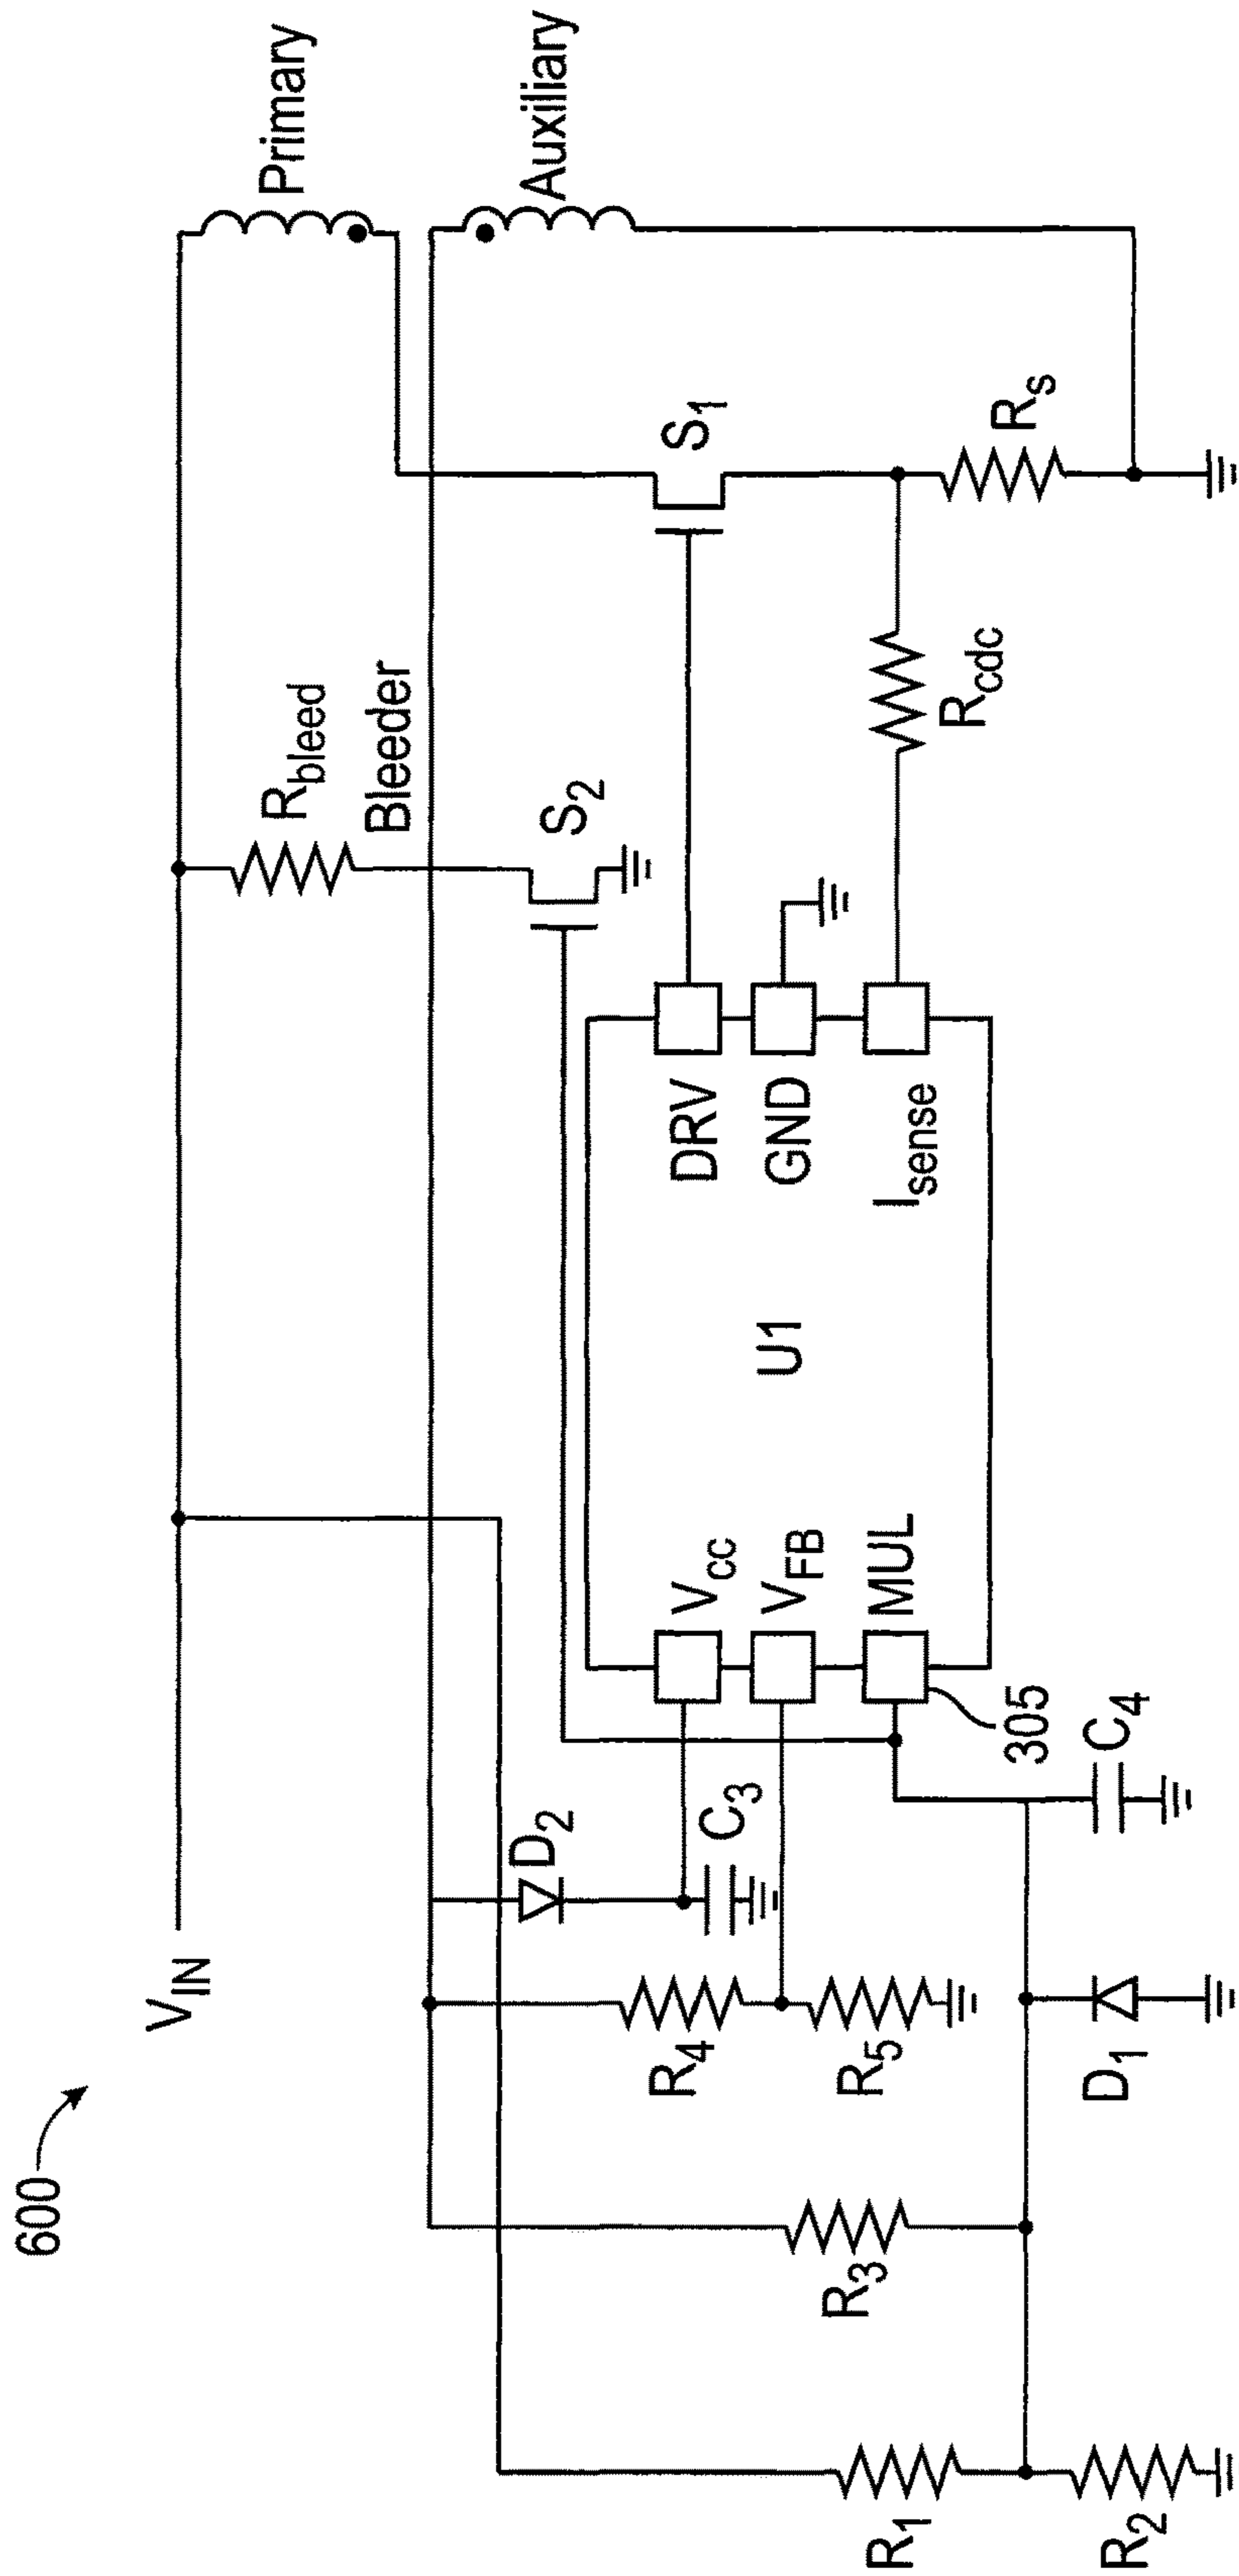 600
V_IN
Primary
R_bleed
Bleeder
Auxiliary
S_2
S_1
D_2
V_CC
DRV
C_3
R_4
V_FB
U1
GND
R_5
MUL
I_sense
R_cdc
R_3
305
R_s
R_1
D_1
C_4
R_2